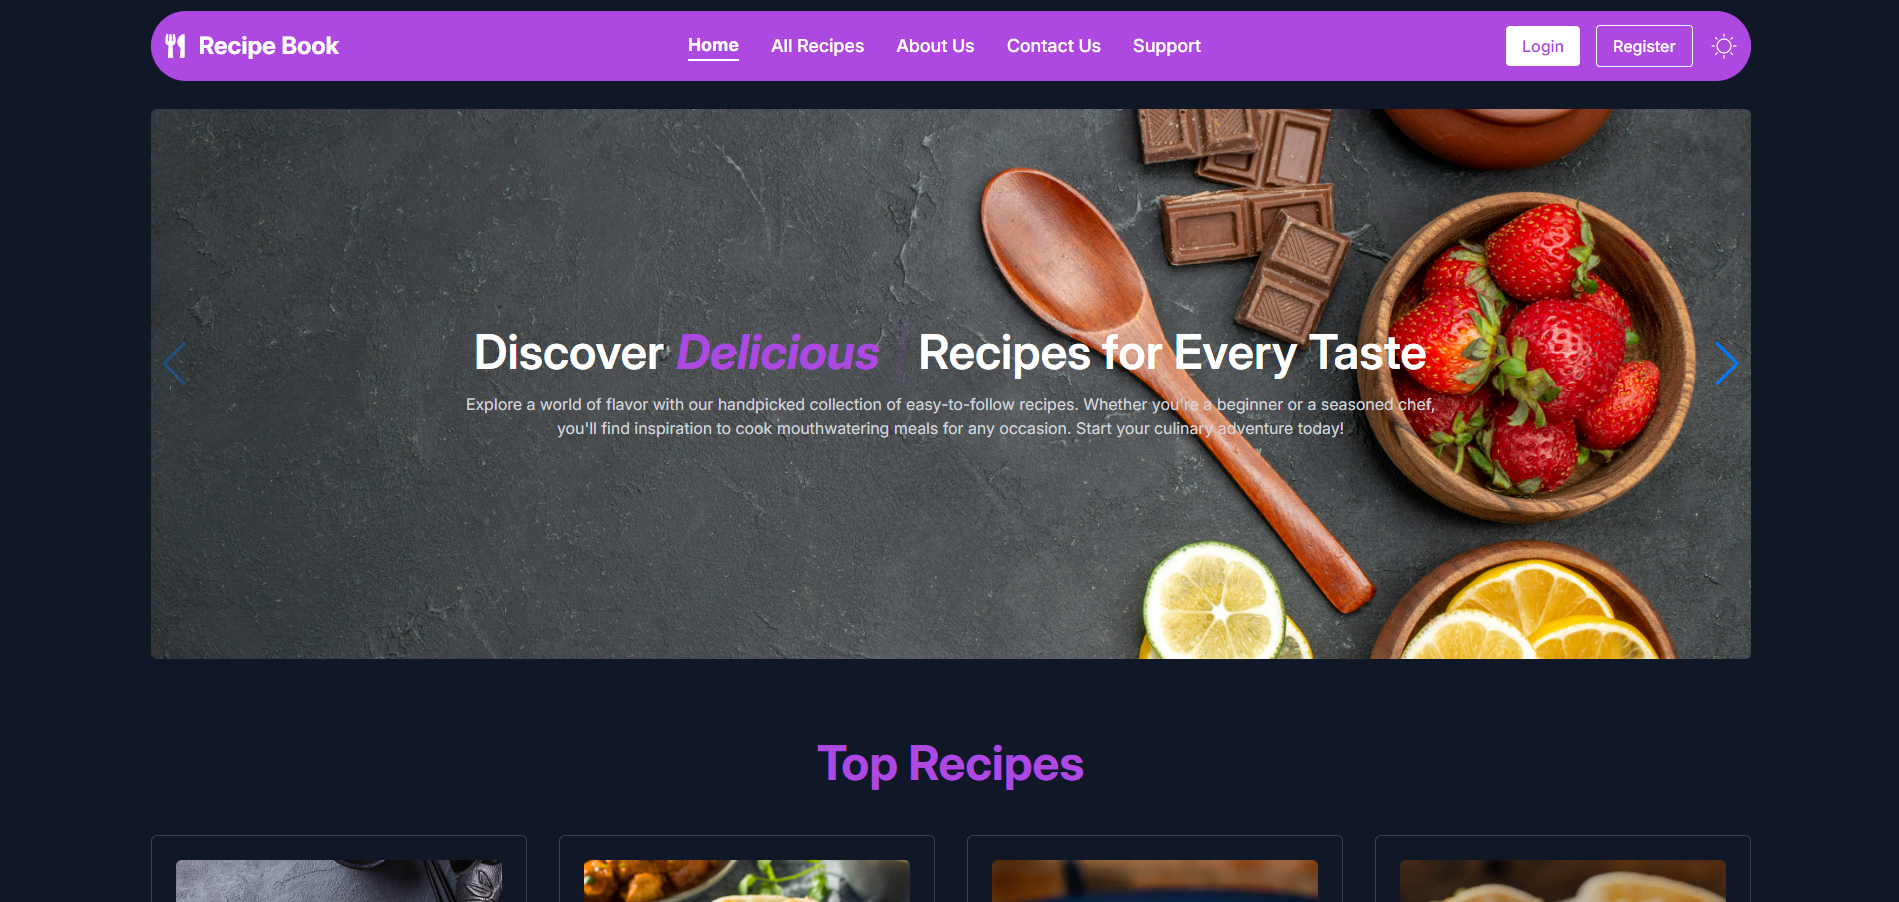 Recipe Book
Home
All Recipes
About Us
Contact Us
Support
Login
Register
Discover Delicious Recipes for Every Taste
Explore a world of flavor with our handpicked collection of easy-to-follow recipes. Whether you're a beginner or a seasoned chef,
you'll find inspiration to cook mouthwatering meals for any occasion. Start your culinary adventure today!
Top Recipes